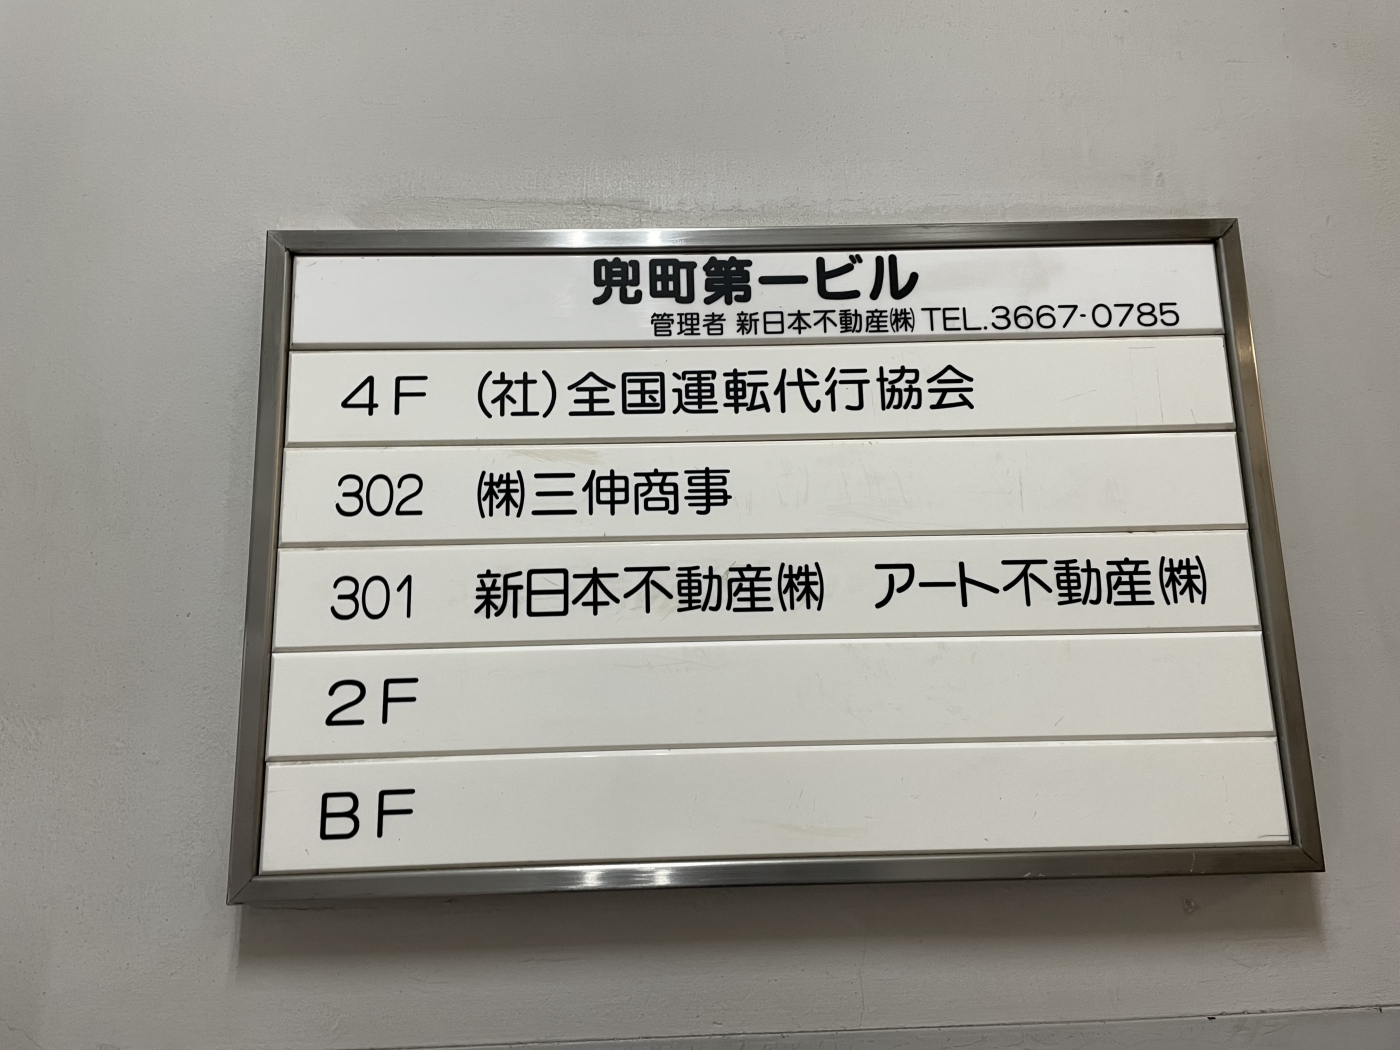 兜町第一ビル
管理者 新日本不動産㈱ TEL.3667-0785
4F (社)全国運転代行協会
302 ㈱三伸商事
301 新日本不動産㈱ アート不動産㈱
2F
BF